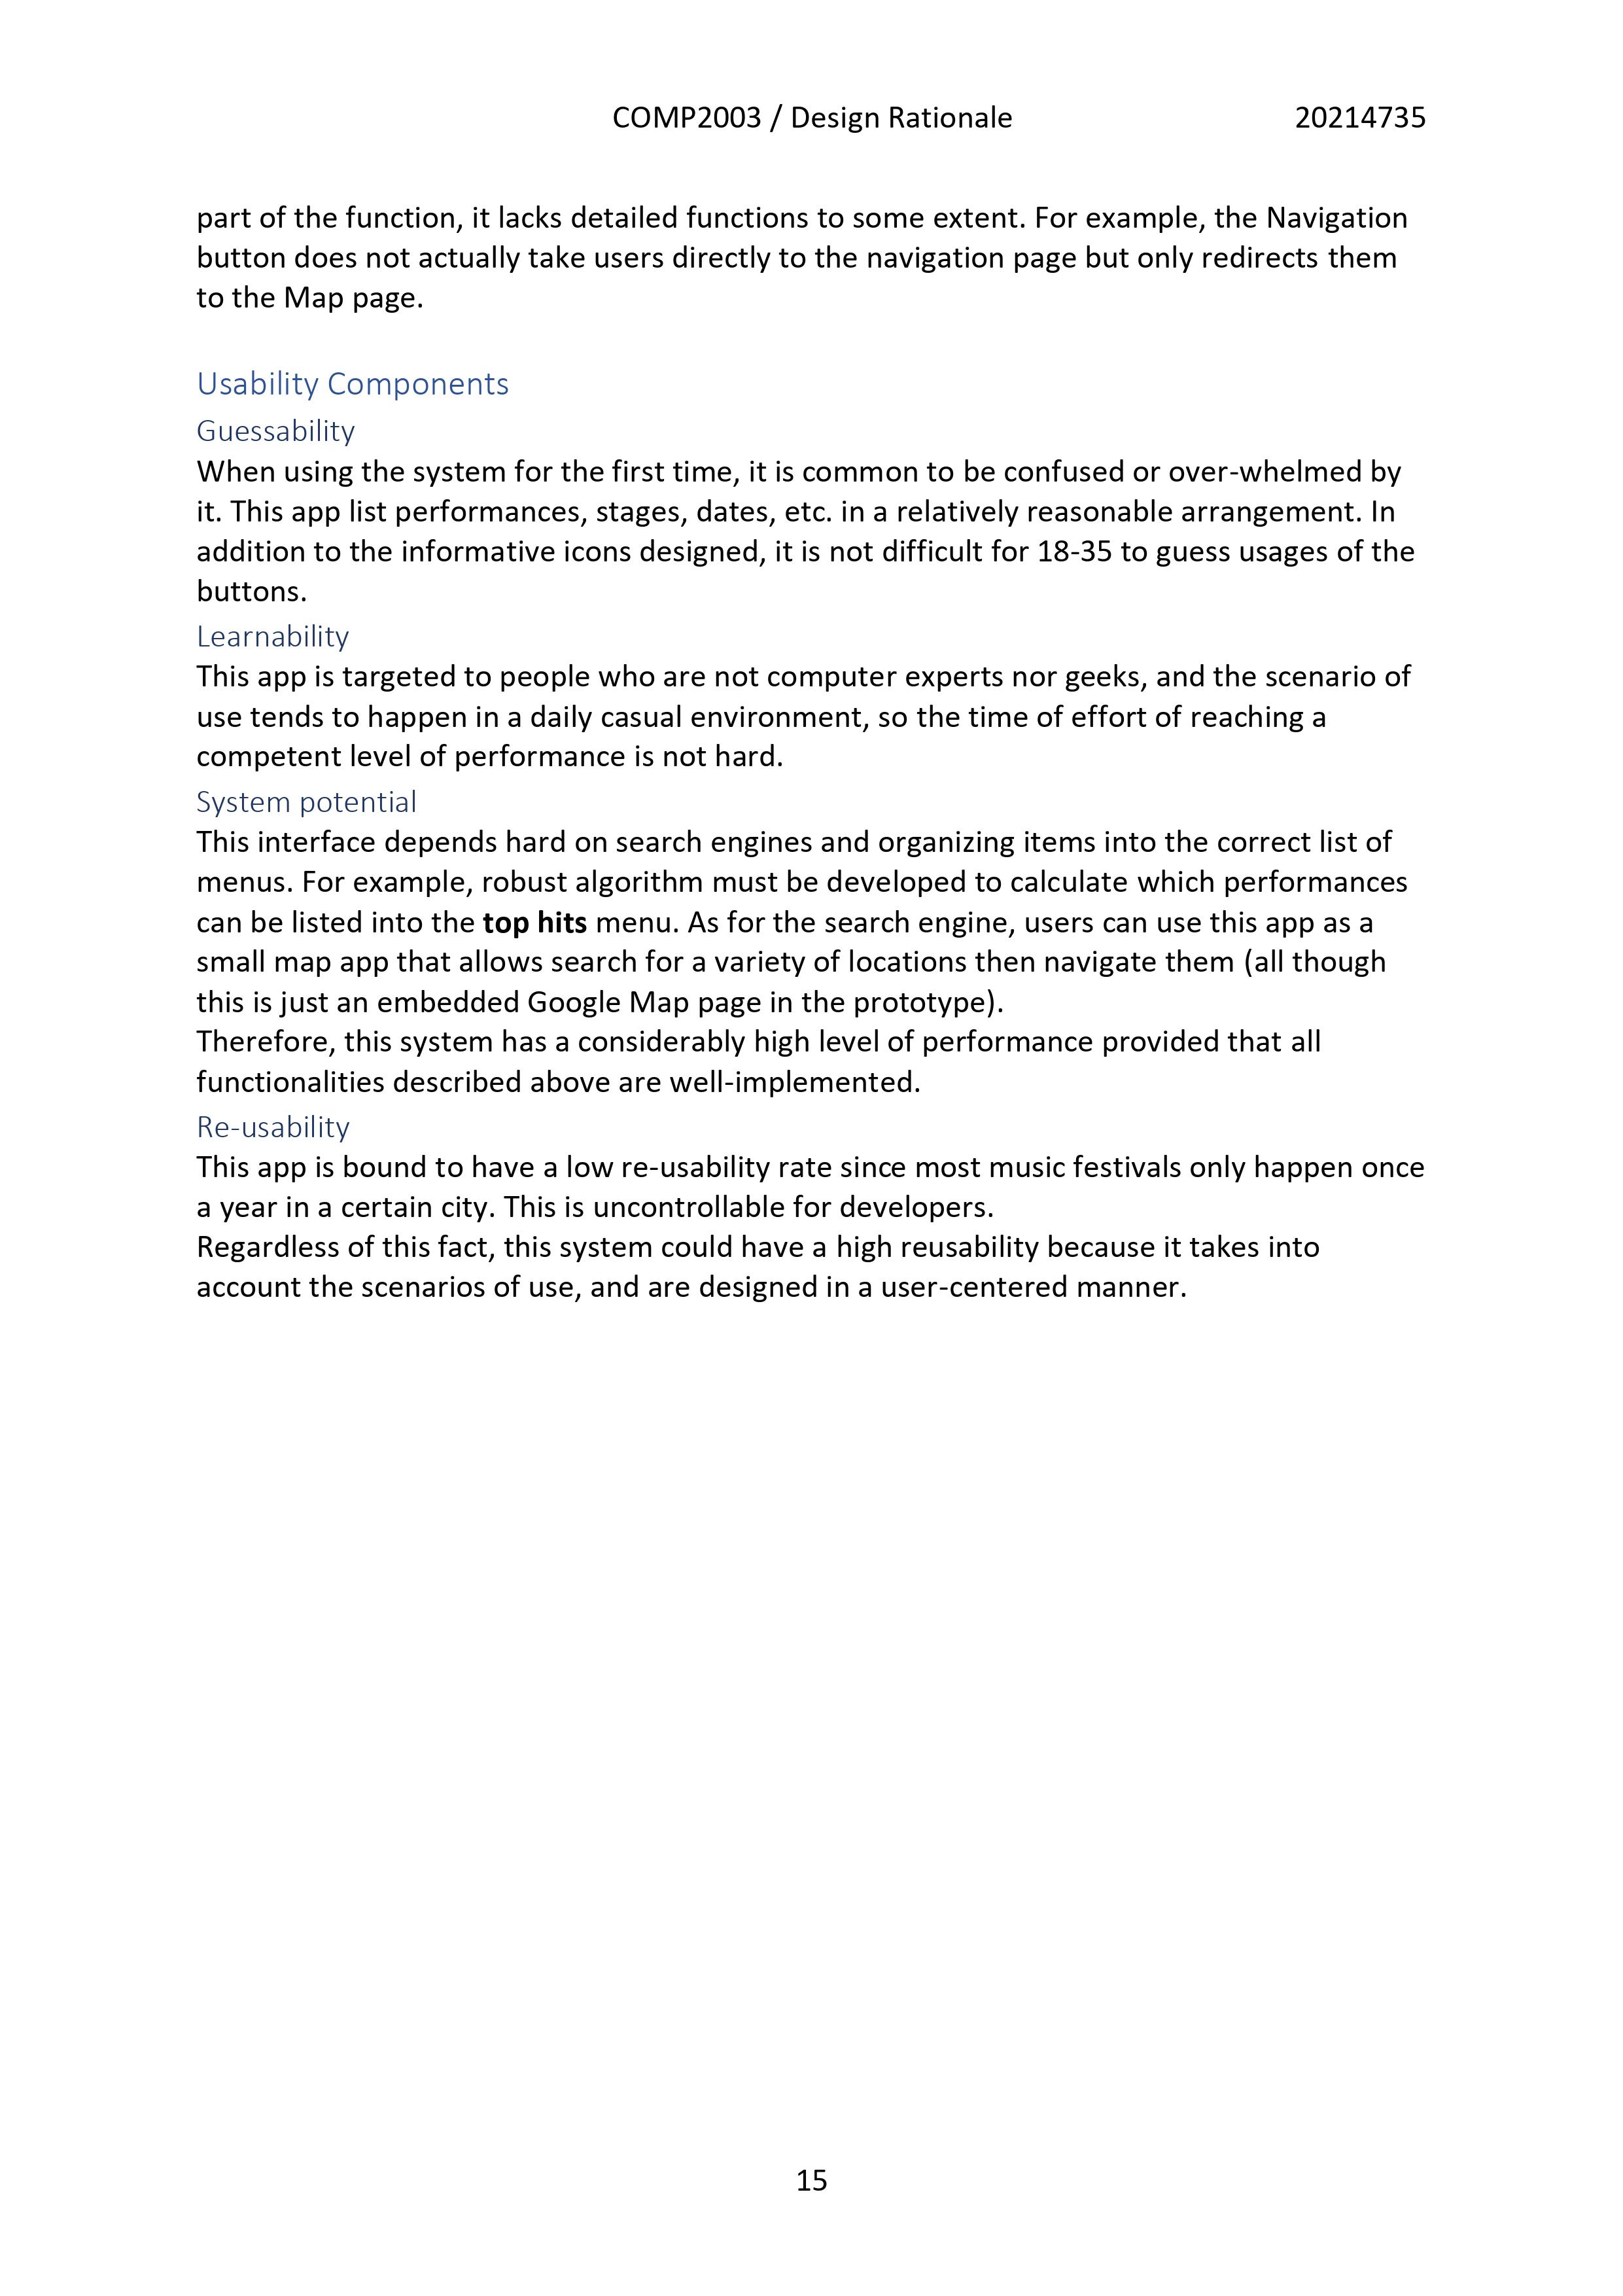 COMP2003 / Design Rationale 20214735
part of the function, it lacks detailed functions to some extent. For example, the Navigation
button does not actually take users directly to the navigation page but only redirects them
to the Map page.
Usability Components
Guessability
When using the system for the first time, it is common to be confused or over-whelmed by
it. This app list performances, stages, dates, etc. in a relatively reasonable arrangement. In
addition to the informative icons designed, it is not difficult for 18-35 to guess usages of the
buttons.
Learnability
This app is targeted to people who are not computer experts nor geeks, and the scenario of
use tends to happen in a daily casual environment, so the time of effort of reaching a
competent level of performance is not hard.
System potential
This interface depends hard on search engines and organizing items into the correct list of
menus. For example, robust algorithm must be developed to calculate which performances
can be listed into the top hits menu. As for the search engine, users can use this app as a
small map app that allows search for a variety of locations then navigate them (all though
this is just an embedded Google Map page in the prototype).
Therefore, this system has a considerably high level of performance provided that all
functionalities described above are well-implemented.
Re-usability
This app is bound to have a low re-usability rate since most music festivals only happen once
a year in a certain city. This is uncontrollable for developers.
Regardless of this fact, this system could have a high reusability because it takes into
account the scenarios of use, and are designed in a user-centered manner.
15